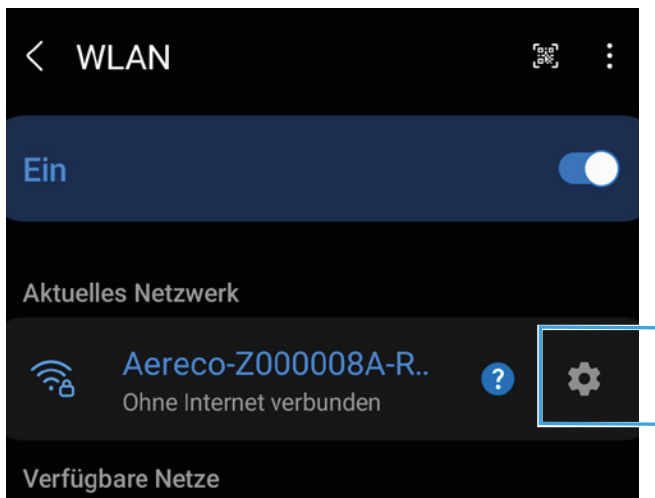 WLAN
Ein
Aktuelles Netzwerk
Aereco-Z000008A-R..
?
Ohne Internet verbunden
Verfügbare Netze